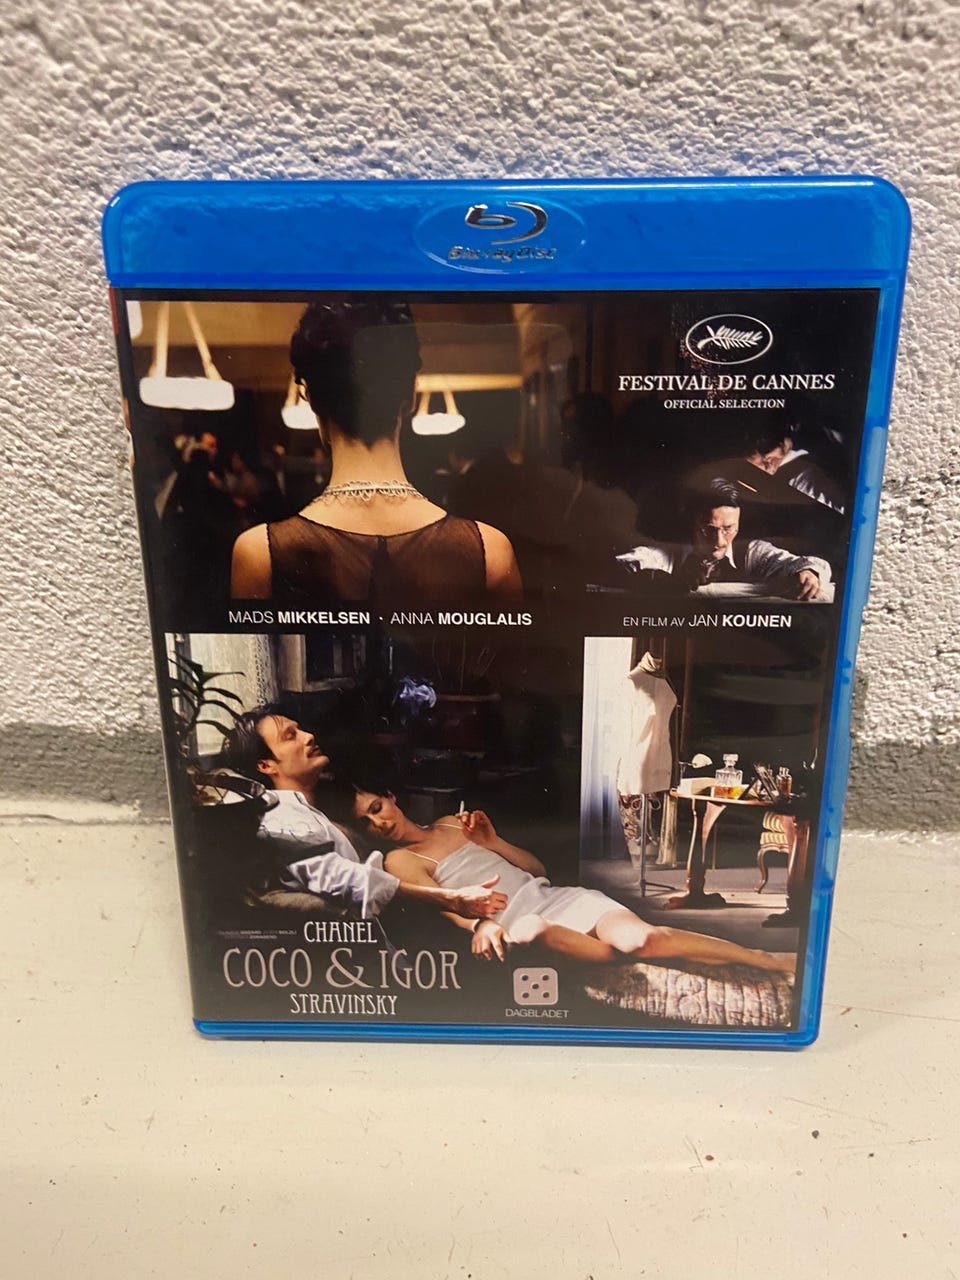 Blu-ray Disc
FESTIVAL DE CANNES
OFFICIAL SELECTION
MADS MIKKELSEN · ANNA MOUGLALIS
EN FILM AV JAN KOUNEN
CHANEL
COCO & IGOR
STRAVINSKY
DAGBLADET